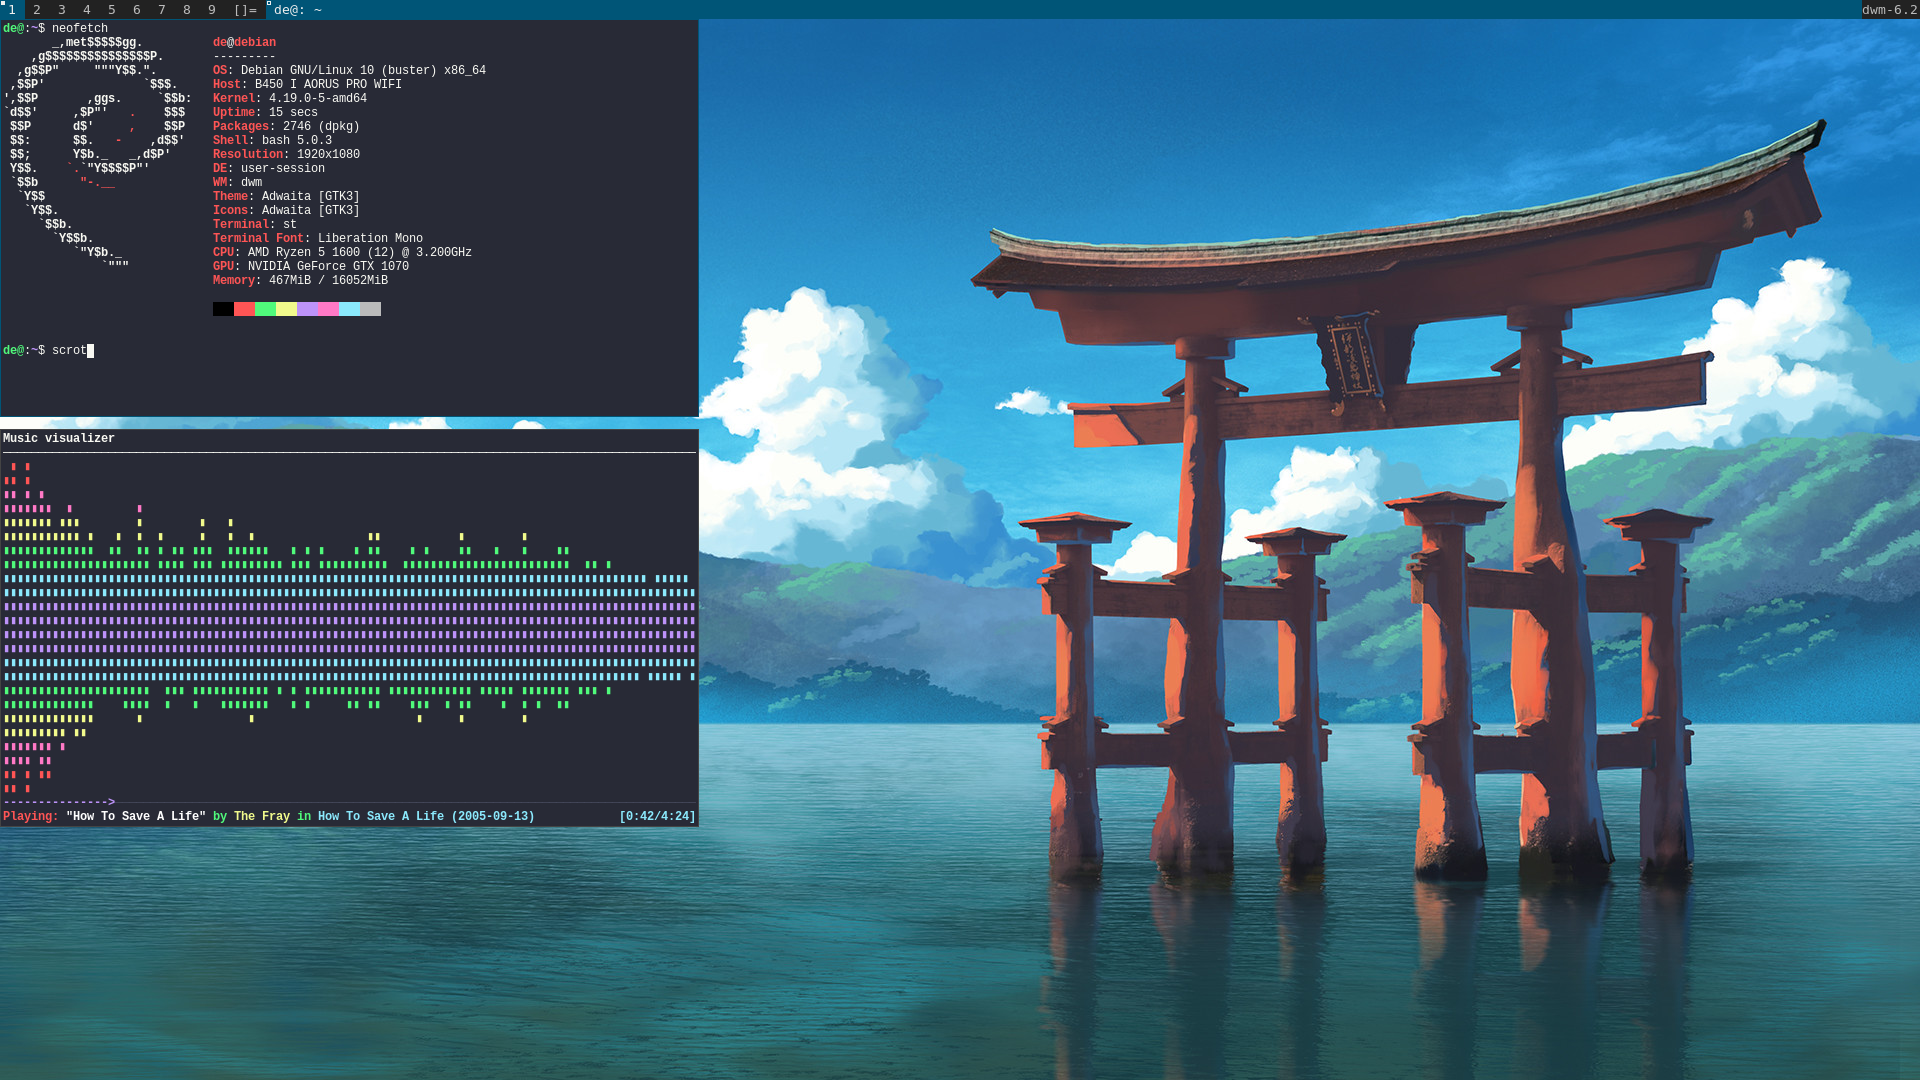 1 2 3 4 5 6 7 8 9 []= de@: ~ dwm-6.2
de@:~$ neofetch
       _,met$$$$$gg.          de@debian
    ,g$$$$$$$$$$$$$$$P.       ---------
  ,g$$P"     """Y$$.".        OS: Debian GNU/Linux 10 (buster) x86_64
 ,$$P'              `$$$.     Host: B450 I AORUS PRO WIFI
',$$P       ,ggs.     `$$b:   Kernel: 4.19.0-5-amd64
`d$$'     ,$P"'   .    $$$    Uptime: 15 secs
 $$P      d$'     ,    $$P    Packages: 2746 (dpkg)
 $$:      $$.   -    ,d$$'    Shell: bash 5.0.3
 $$;      Y$b._   _,d$P'      Resolution: 1920x1080
 Y$$.    `.`"Y$$$$P"'         DE: user-session
 `$$b      "-.__              WM: dwm
  `Y$$                        Theme: Adwaita [GTK3]
   `Y$$.                      Icons: Adwaita [GTK3]
     `$$b.                    Terminal: st
       `Y$$b.                 Terminal Font: Liberation Mono
          `"Y$b._             CPU: AMD Ryzen 5 1600 (12) @ 3.200GHz
              `"""            GPU: NVIDIA GeForce GTX 1070
                              Memory: 467MiB / 16052MiB
de@:~$ scrot
Music visualizer
--------------->
Playing: "How To Save A Life" by The Fray in How To Save A Life (2005-09-13) [0:42/4:24]